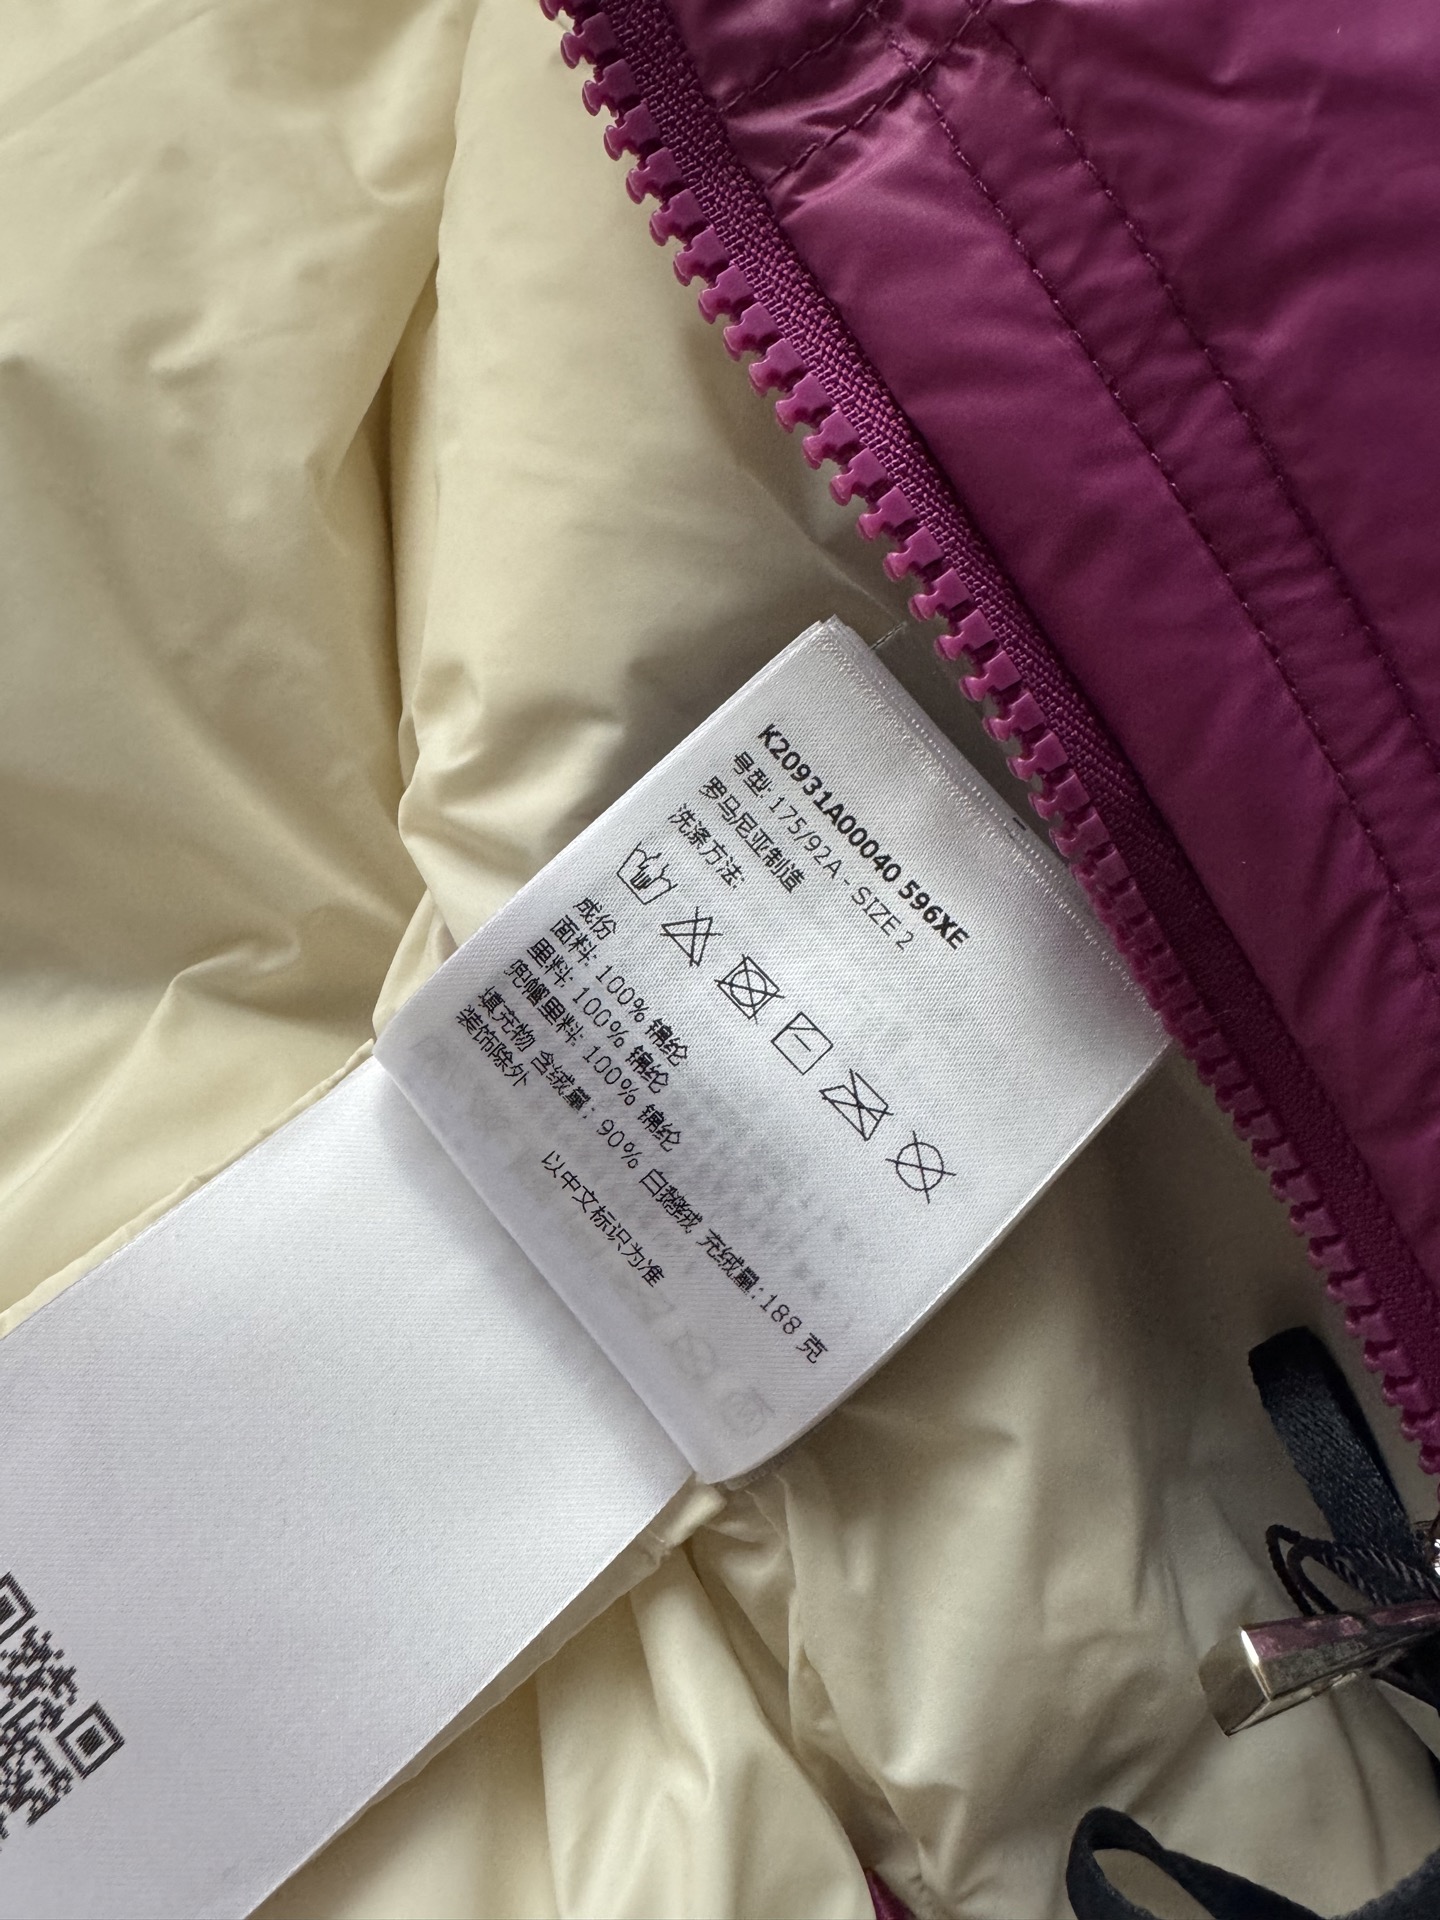 K20931A00040 596XE
号型: 175/92A - SIZE 2
罗马尼亚制造
洗涤方法:
成份
面料: 100% 锦纶
里料: 100% 锦纶
兜帽里料: 100% 锦纶
填充物 含绒量: 90% 白鹅绒 充绒量:188 克
装饰除外
以中文标识为准